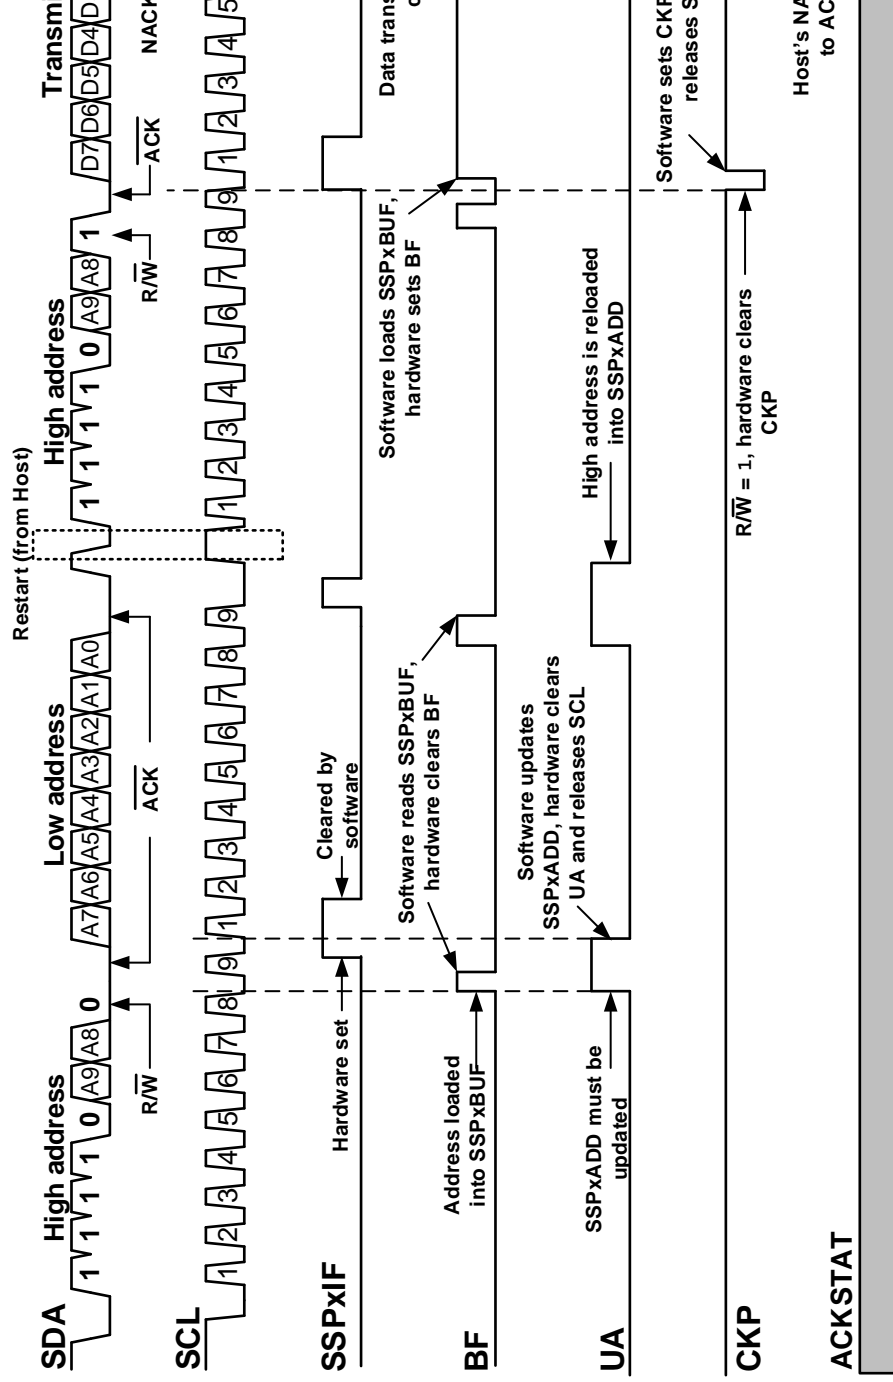 Restart (from Host)
SDA
High address
Low address
High address
Transmi
1 1 1 1 0 A9 A8 0
A7 A6 A5 A4 A3 A2 A1 A0
1 1 1 1 0 A9 A8 1
D7 D6 D5 D4 D
R/W
ACK
R/W
ACK
NACK
SCL
1 2 3 4 5 6 7 8 9
1 2 3 4 5 6 7 8 9
1 2 3 4 5 6 7 8 9
1 2 3 4 5
SSPxIF
Hardware set
Cleared by
software
Data trans
BF
Address loaded
into SSPxBUF
Software reads SSPxBUF,
hardware clears BF
Software loads SSPxBUF,
hardware sets BF
UA
SSPxADD must be
updated
Software updates
SSPxADD, hardware clears
UA and releases SCL
High address is reloaded
into SSPxADD
CKP
R/W = 1, hardware clears
CKP
Software sets CKP
releases S
ACKSTAT
Host's NA
to AC